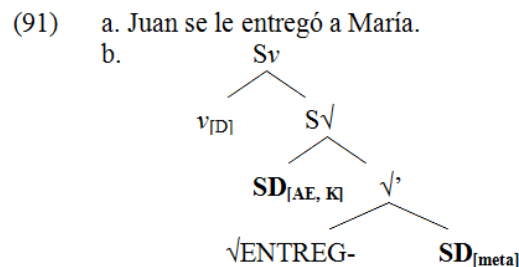 (91) a. Juan se le entregó a María.
b. Sv
v[D] S√
SD[AE, K] √’
√ENTREG- SD[meta]